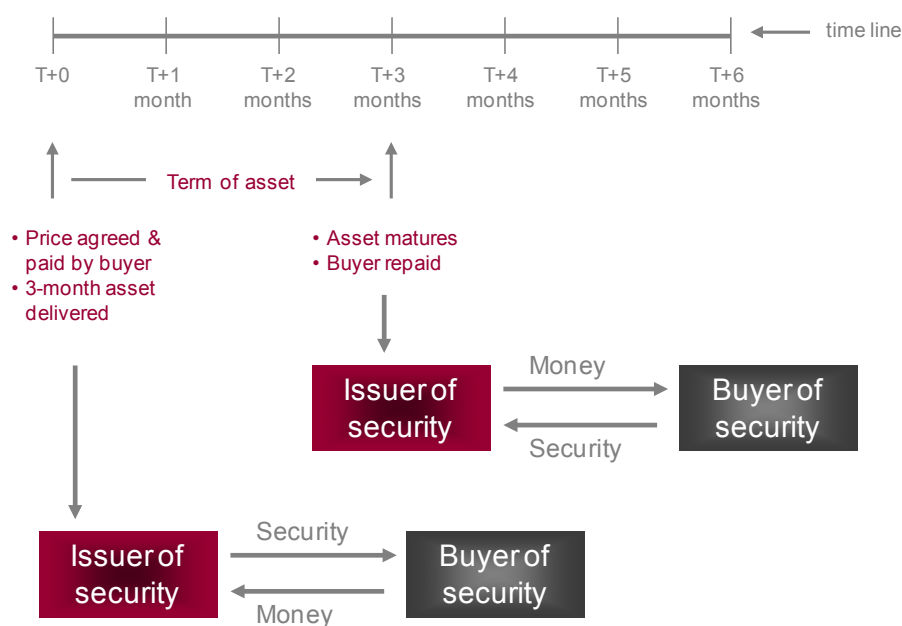 time line
T+0
T+1
month
T+2
months
T+3
months
T+4
months
T+5
months
T+6
months
Term of asset
• Price agreed &
paid by buyer
• 3-month asset
delivered
• Asset matures
• Buyer repaid
Issuer of
security
Money
Security
Buyer of
security
Issuer of
security
Security
Money
Buyer of
security